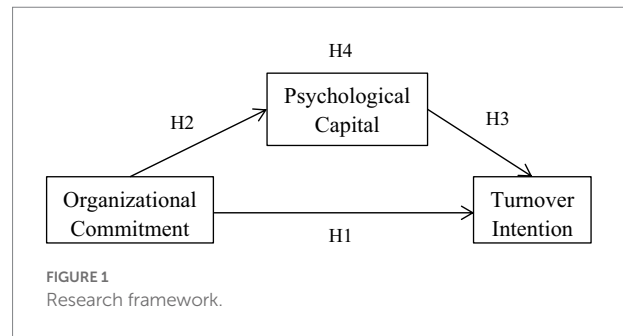 H4
Psychological
Capital
H2
H3
Organizational
Commitment
Turnover
Intention
H1
FIGURE 1
Research framework.